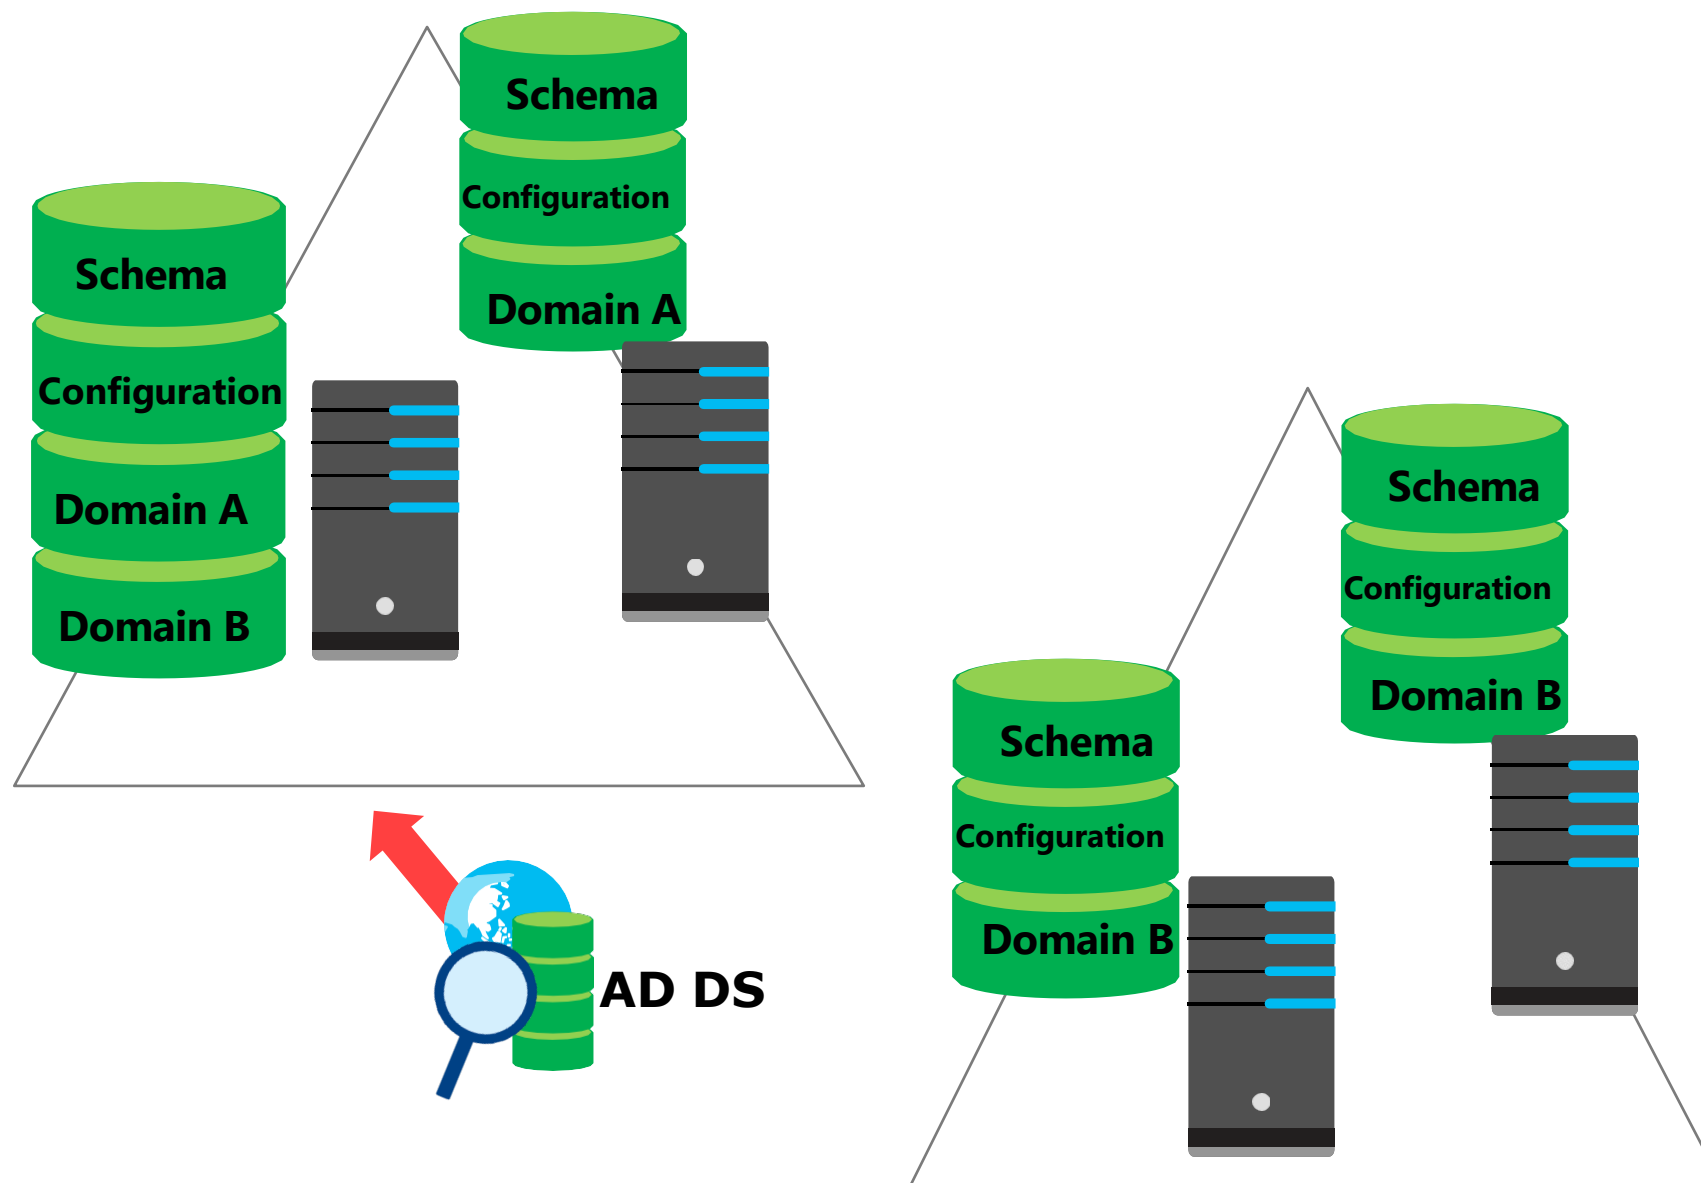 Schema
Configuration
Domain A
Schema
Configuration
Domain A
Domain B
Schema
Configuration
Domain B
Schema
Configuration
Domain B
AD DS